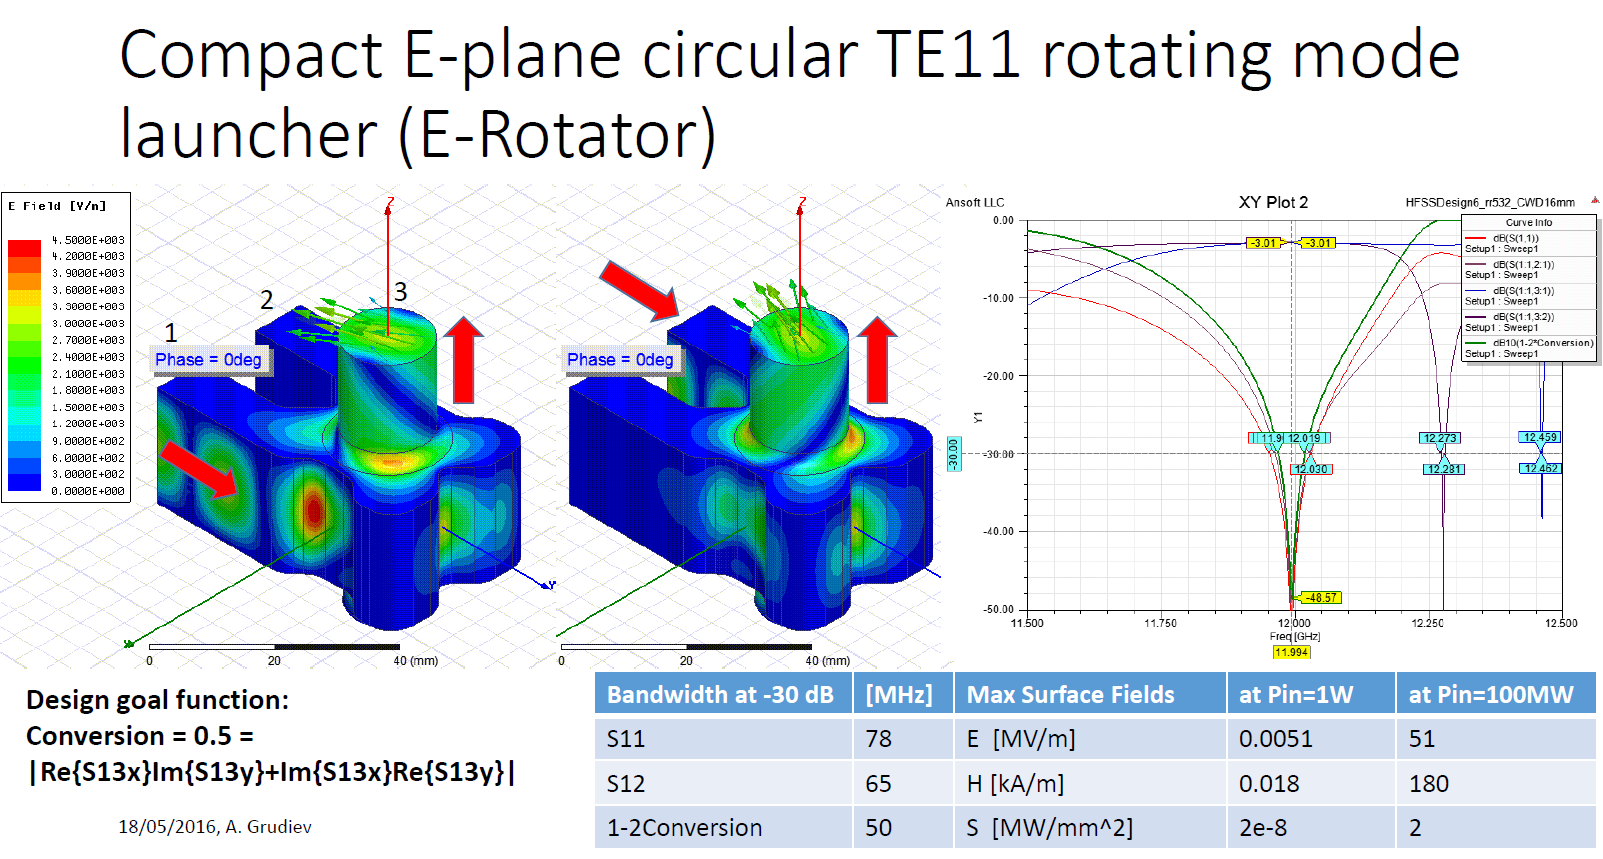 Compact E-plane circular TE11 rotating mode
launcher (E-Rotator)
E Field [V/m]
4.5000E+003
4.2000E+003
3.9000E+003
3.6000E+003
3.3000E+003
3.0000E+003
2.7000E+003
2.4000E+003
2.1000E+003
1.8000E+003
1.5000E+003
1.2000E+003
9.0000E+002
6.0000E+002
3.0000E+002
0.0000E+000
Z
1
2
3
Phase = 0deg
Y
X
0 20 40 (mm)
Z
Phase = 0deg
0 20 40 (mm)
Ansoft LLC
XY Plot 2
HFSSDesign6_rr532_CWD16mm
Curve Info
dB(S(1,1))
Setup1 : Sweep1
dB(S(1:1,2:1))
Setup1 : Sweep1
dB(S(1:1,3:1))
Setup1 : Sweep1
dB(S(1:1,3:2))
Setup1 : Sweep1
dB10(1-2*Conversion)
Setup1 : Sweep1
0.00
-10.00
-20.00
-30.00
-40.00
-50.00
Y1
-30.00
-3.01
-3.01
12.019
12.030
12.273
12.281
12.459
12.462
-48.57
11.500
11.750
12.000
12.250
12.500
Freq [GHz]
11.994
Design goal function:
Conversion = 0.5 =
|Re{S13x}Im{S13y}+Im{S13x}Re{S13y}|
18/05/2016, A. Grudiev
Bandwidth at -30 dB [MHz] Max Surface Fields at Pin=1W at Pin=100MW
S11 78 E [MV/m] 0.0051 51
S12 65 H [kA/m] 0.018 180
1-2Conversion 50 S [MW/mm^2] 2e-8 2